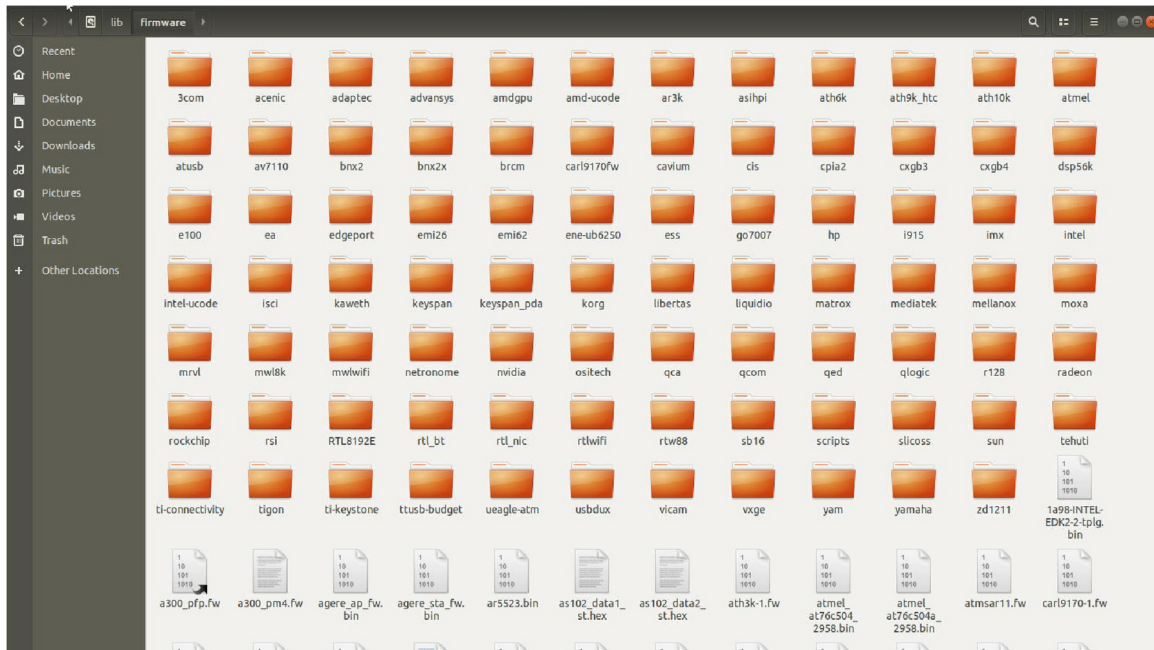 lib firmware
Recent
Home
Desktop
Documents
Downloads
Music
Pictures
Videos
Trash
Other Locations
3com acenic adaptec advansys amdgpu amd-ucode ar3k asihpi ath6k ath9k_htc ath10k atmel
atusb av7110 bnx2 bnx2x brcm carl9170fw cavium cis cpia2 cxgb3 cxgb4 dsp56k
e100 ea edgeport emi26 emi62 ene-ub6250 ess go7007 hp i915 imx intel
intel-ucode isci kaweth keyspan keyspan_pda korg libertas liquidio matrox mediatek mellanox moxa
mrvl mwl8k mwlwifi netronome nvidia ositech qca qcom qed qlogic r128 radeon
rockchip rsi RTL8192E rtl_bt rtl_nic rtlwifi rtw88 sb16 scripts slicoss sun tehuti
ti-connectivity tigon ti-keystone ttusb-budget ueagle-atm usbdux vicam vxge yam yamaha zd1211 1a98-INTEL-
EDK2-2-tplg.
bin
a300_pfp.fw a300_pm4.fw agere_ap_fw. agere_sta_fw. ar5523.bin as102_data1_ as102_data2_ ath3k-1.fw atmel_ atmel_ atmsar11.fw carl9170-1.fw
bin bin st.hex st.hex at76c504_ at76c504a_
2958.bin 2958.bin